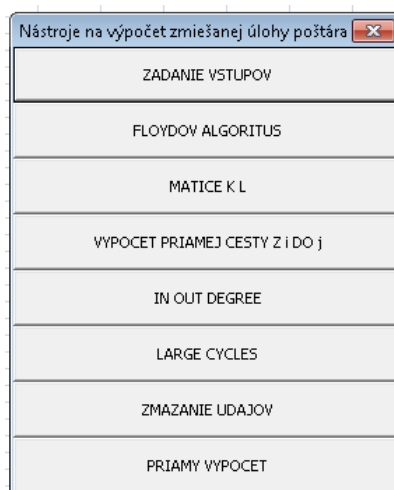 Nástroje na výpočet zmiešanej úlohy poštára
ZADANIE VSTUPOV
FLOYDOV ALGORITUS
MATICE K L
VYPOCET PRIAMEJ CESTY Z i DO j
IN OUT DEGREE
LARGE CYCLES
ZMAZANIE UDAJOV
PRIAMY VYPOCET